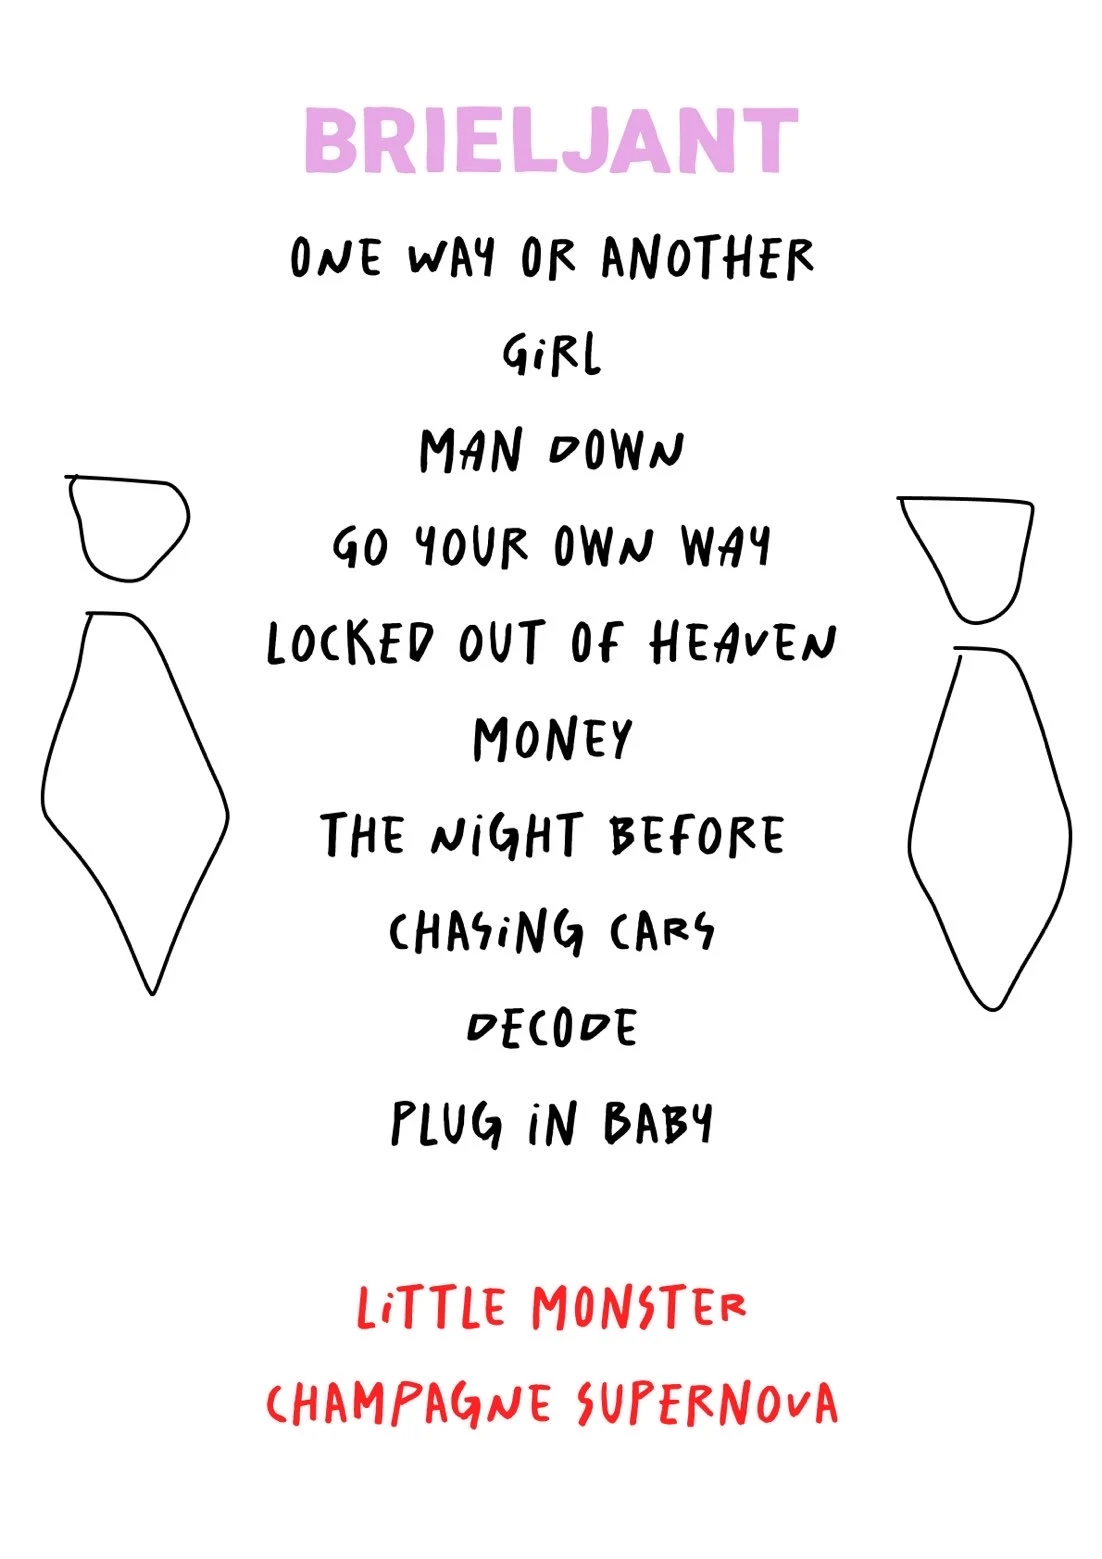 BRIELJANT
ONE WAY OR ANOTHER
GiRL
MAN DOWN
GO YOUR OWN WAY
LOCKED OUT OF HEAVEN
MONEY
THE NiGHT BEFORE
CHASiNG CARS
DECODE
PLUG iN BABY
LiTTLE MONSTER
CHAMPAGNE SUPERNOVA